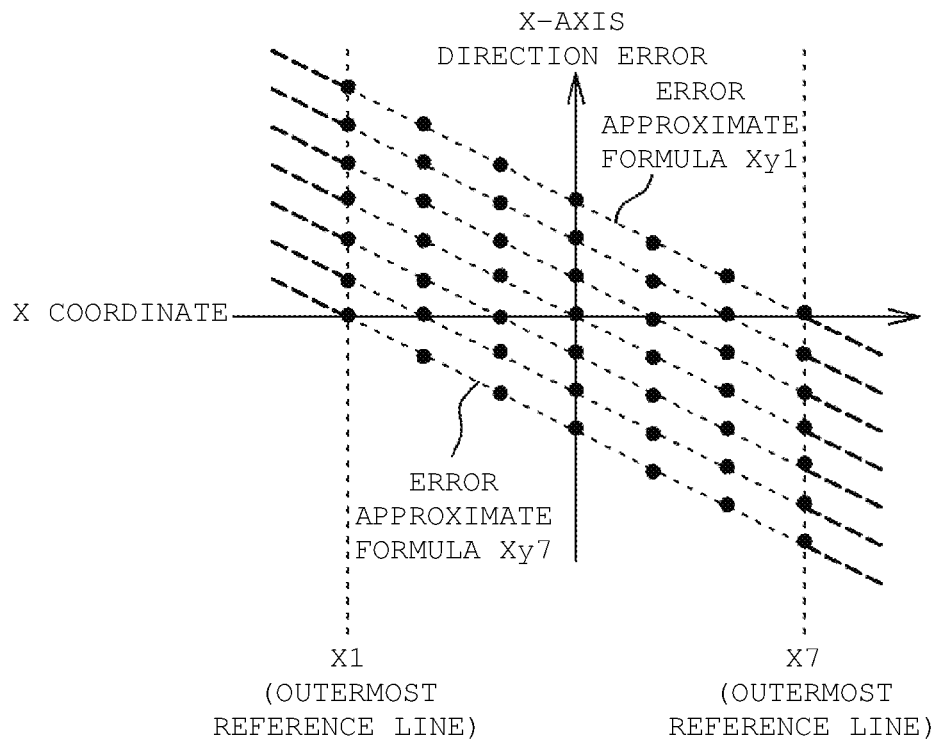 X-AXIS
DIRECTION ERROR
ERROR
APPROXIMATE
FORMULA Xy1
X COORDINATE
ERROR
APPROXIMATE
FORMULA Xy7
X1
(OUTERMOST
REFERENCE LINE)
X7
(OUTERMOST
REFERENCE LINE)